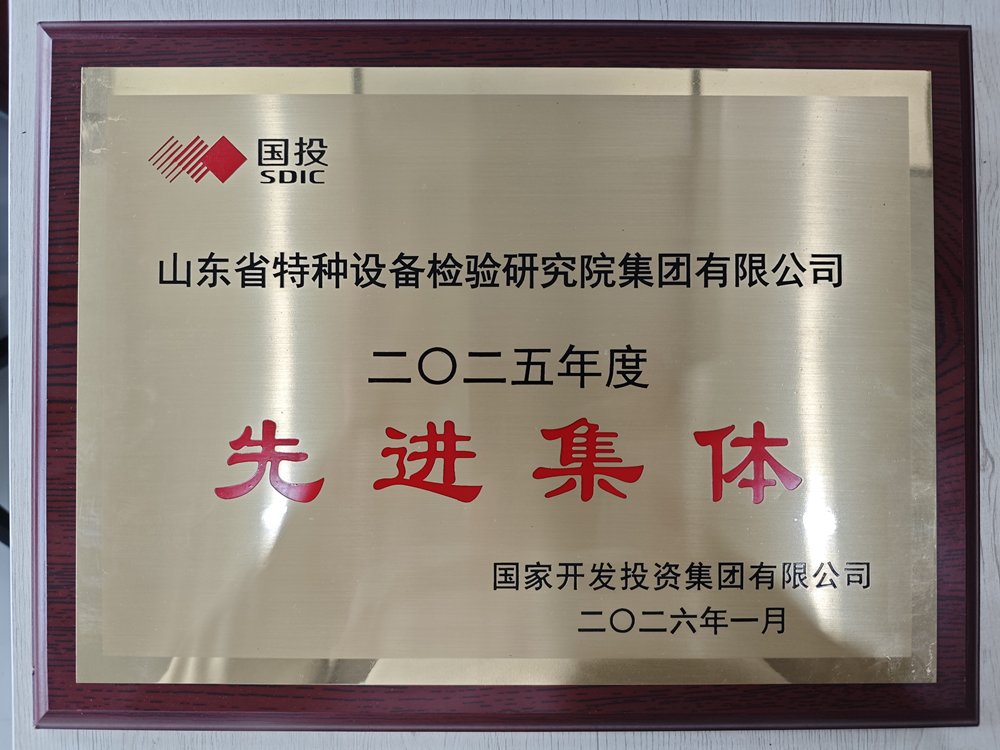 国投
SDIC
山东省特种设备检验研究院集团有限公司
二〇二五年度
先进集体
国家开发投资集团有限公司
二〇二六年一月